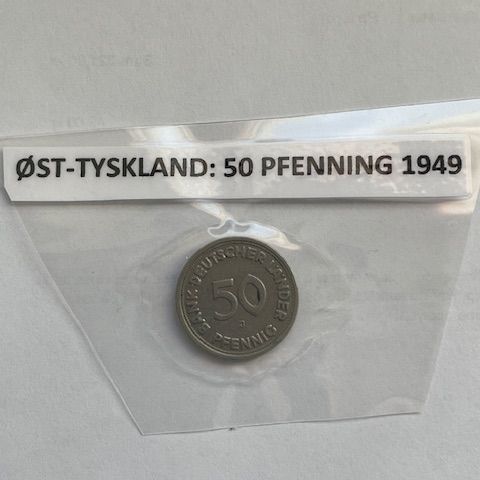 ØST-TYSKLAND: 50 PFENNING 1949
BANK DEUTSCHER LÄNDER
50
J
PFENNIG